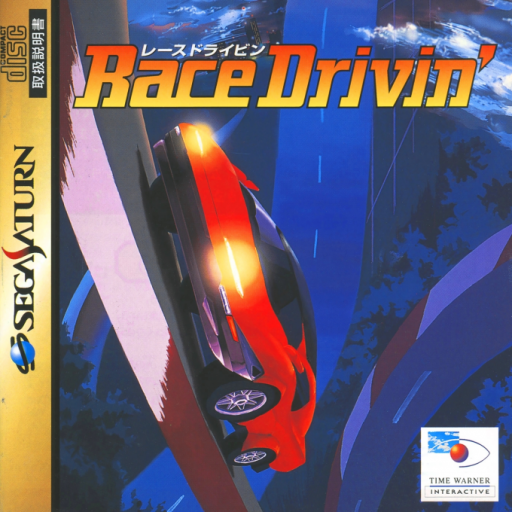 COMPACT
disc
取扱説明書
SEGA SATURN
レースドライビン
Race Drivin'
TIME WARNER
INTERACTIVE